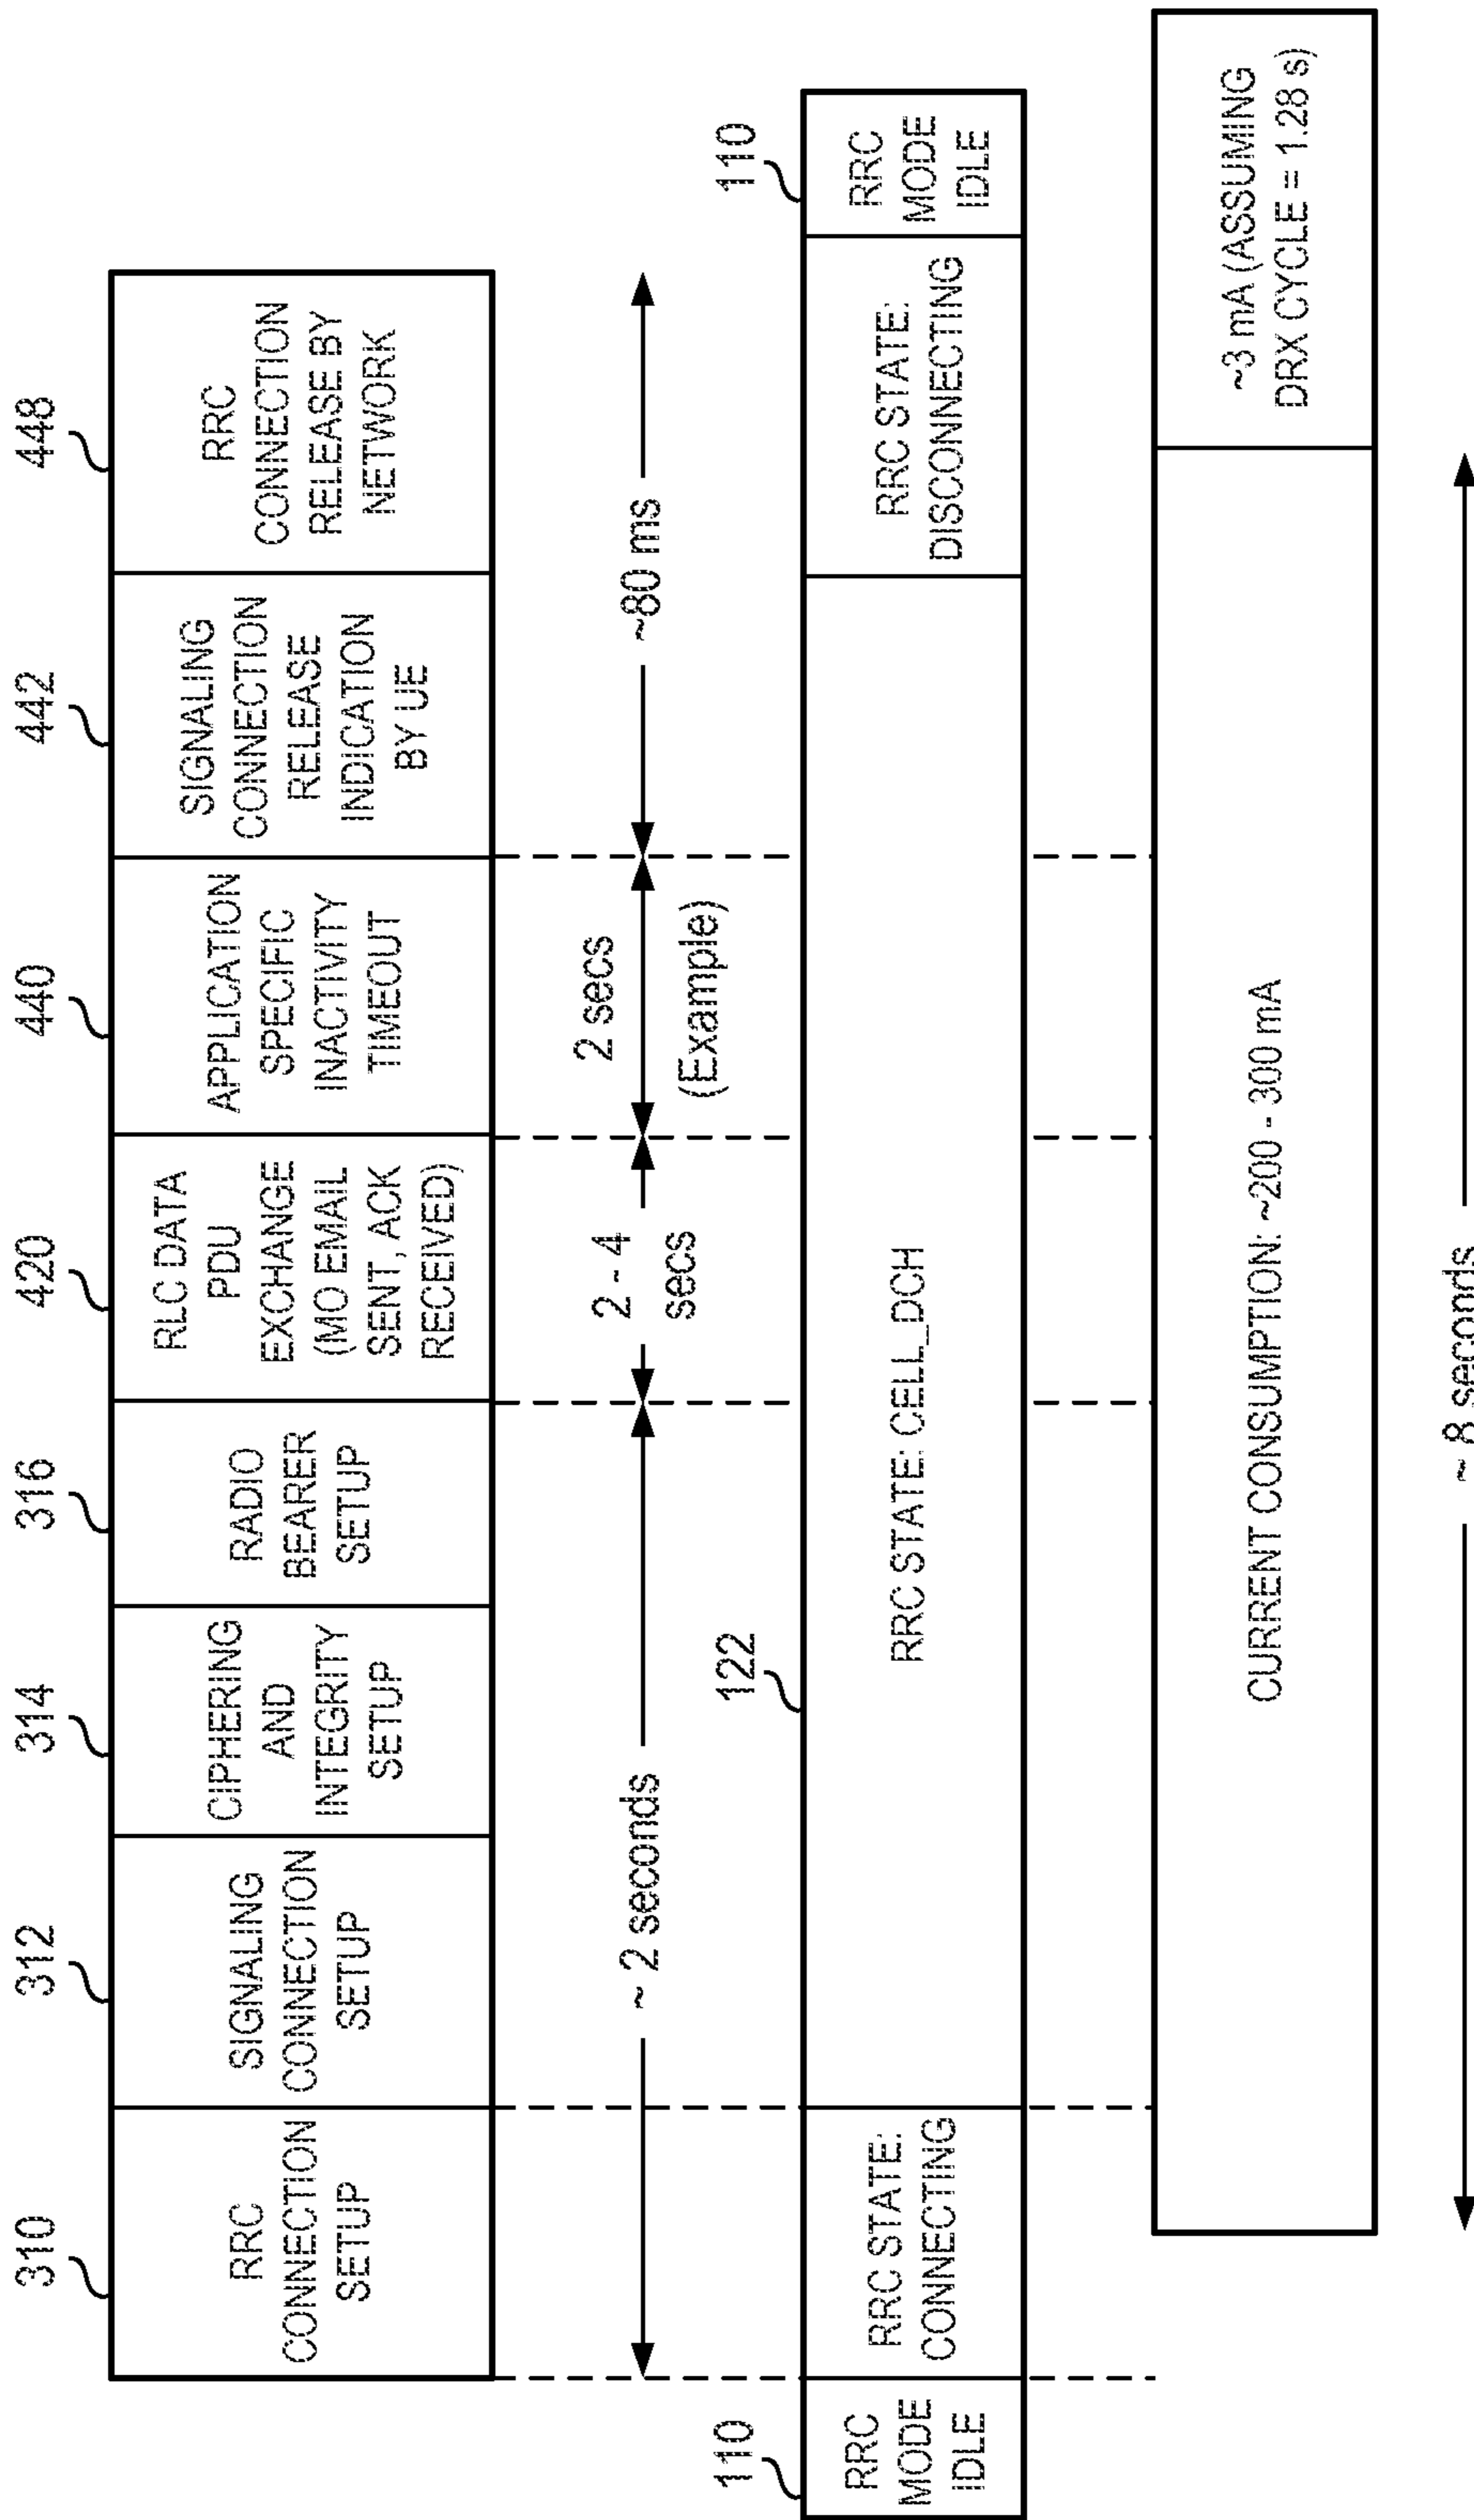 310
312
314
316
420
440
442
448
RRC
CONNECTION
SETUP
SIGNALING
CONNECTION
SETUP
CIPHERING
AND
INTEGRITY
SETUP
RADIO
BEARER
SETUP
RLC DATA
PDU
EXCHANGE
(MO EMAIL
SENT, ACK
RECEIVED)
APPLICATION
SPECIFIC
INACTIVITY
TIMEOUT
SIGNALING
CONNECTION
RELEASE
INDICATION
BY UE
RRC
CONNECTION
RELEASE BY
NETWORK
~ 2 seconds
2 - 4
secs
2 secs
(Example)
~80 ms
110
122
110
RRC
MODE
IDLE
RRC STATE:
CONNECTING
RRC STATE: CELL_DCH
RRC STATE:
DISCONNECTING
RRC
MODE
IDLE
CURRENT CONSUMPTION: ~200 - 300 mA
~3 mA (ASSUMING
DRX CYCLE = 1.28 s)
~ 8 seconds